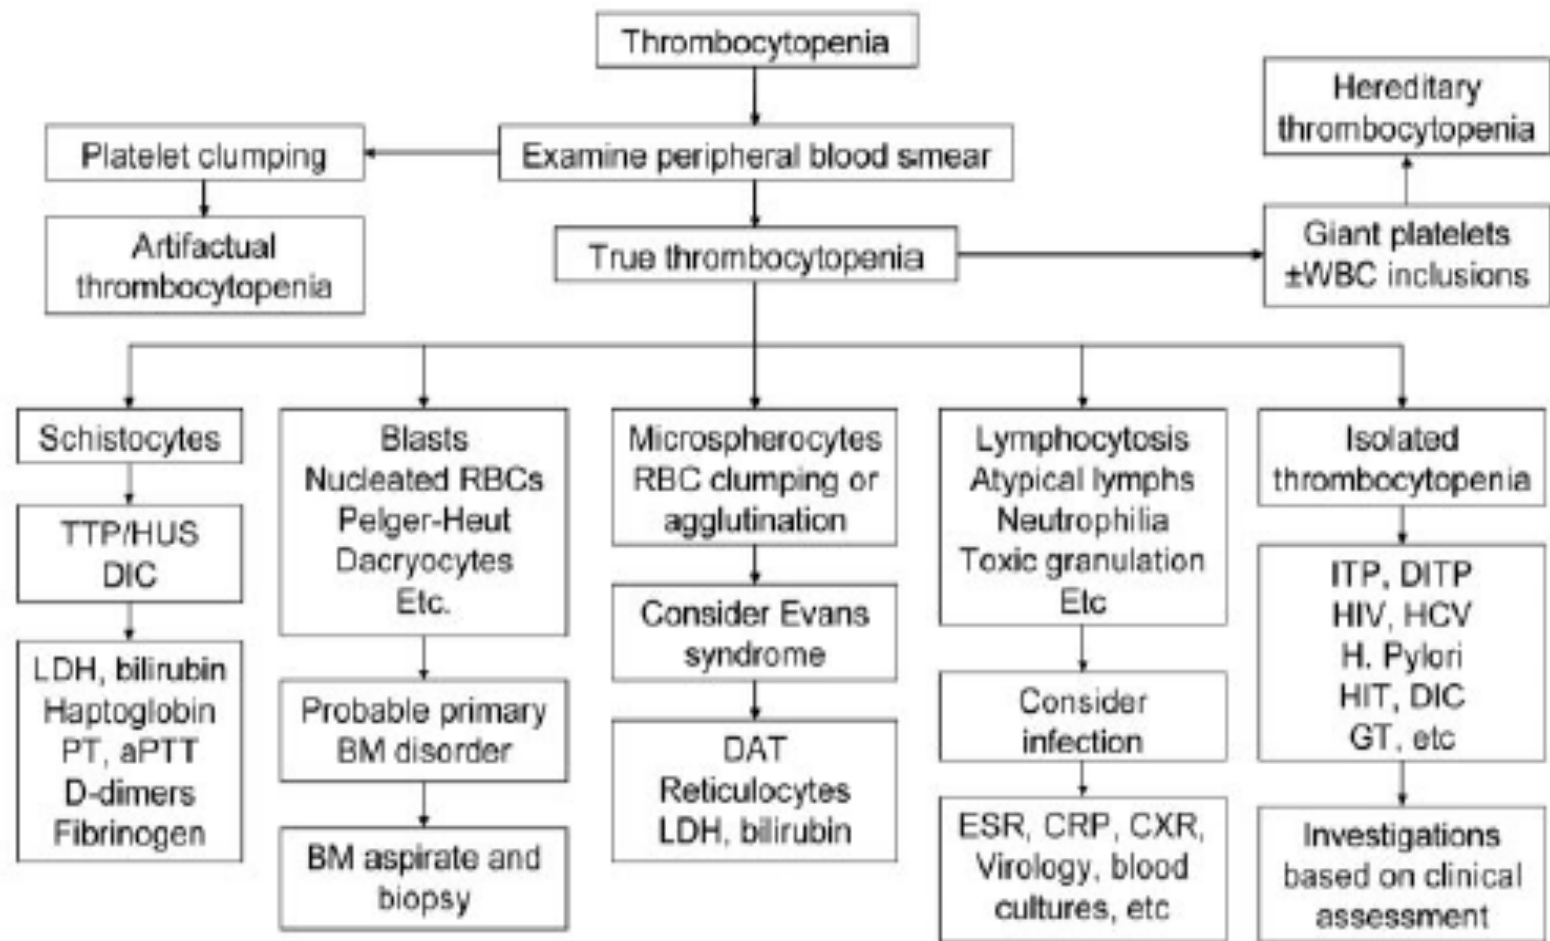 Thrombocytopenia
Hereditary
thrombocytopenia
Platelet clumping
Examine peripheral blood smear
Artifactual
thrombocytopenia
True thrombocytopenia
Giant platelets
±WBC inclusions
Schistocytes
TTP/HUS
DIC
LDH, bilirubin
Haptoglobin
PT, aPTT
D-dimers
Fibrinogen
Blasts
Nucleated RBCs
Pelger-Heut
Dacryocytes
Etc.
Probable primary
BM disorder
BM aspirate and
biopsy
Microspherocytes
RBC clumping or
agglutination
Consider Evans
syndrome
DAT
Reticulocytes
LDH, bilirubin
Lymphocytosis
Atypical lymphs
Neutrophilia
Toxic granulation
Etc
Consider
infection
ESR, CRP, CXR,
Virology, blood
cultures, etc
Isolated
thrombocytopenia
ITP, DITP
HIV, HCV
H. Pylori
HIT, DIC
GT, etc
Investigations
based on clinical
assessment